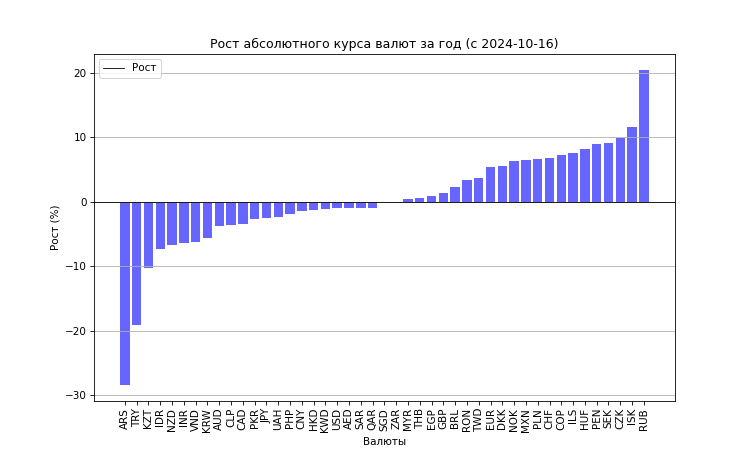 Рост абсолютного курса валют за год (с 2024-10-16)
Рост
20
10
0
−10
−20
−30
Рост (%)
ARS TRY KZT IDR NZD INR VND KRW AUD CLP CAD PKR JPY UAH PHP CNY HKD KWD USD AED SAR QAR SGD ZAR MYR THB EGP GBP BRL RON TWD EUR DKK NOK MXN PLN CHF COP ILS HUF PEN SEK CZK ISK RUB
Валюты